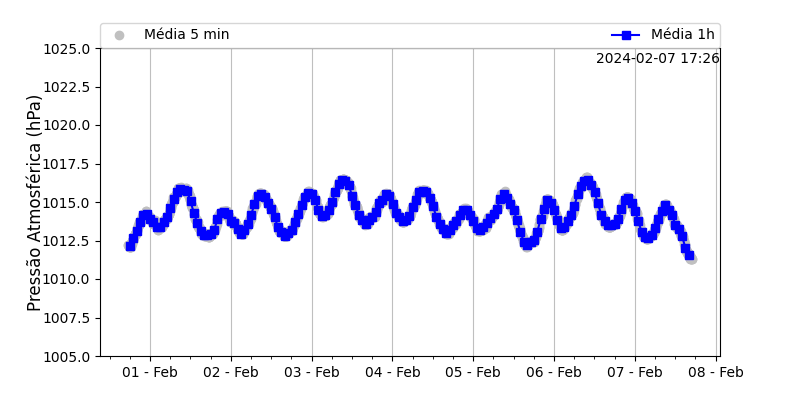 Média 5 min
Média 1h
2024-02-07 17:26
Pressão Atmosférica (hPa)
1025.0
1022.5
1020.0
1017.5
1015.0
1012.5
1010.0
1007.5
1005.0
01 - Feb
02 - Feb
03 - Feb
04 - Feb
05 - Feb
06 - Feb
07 - Feb
08 - Feb